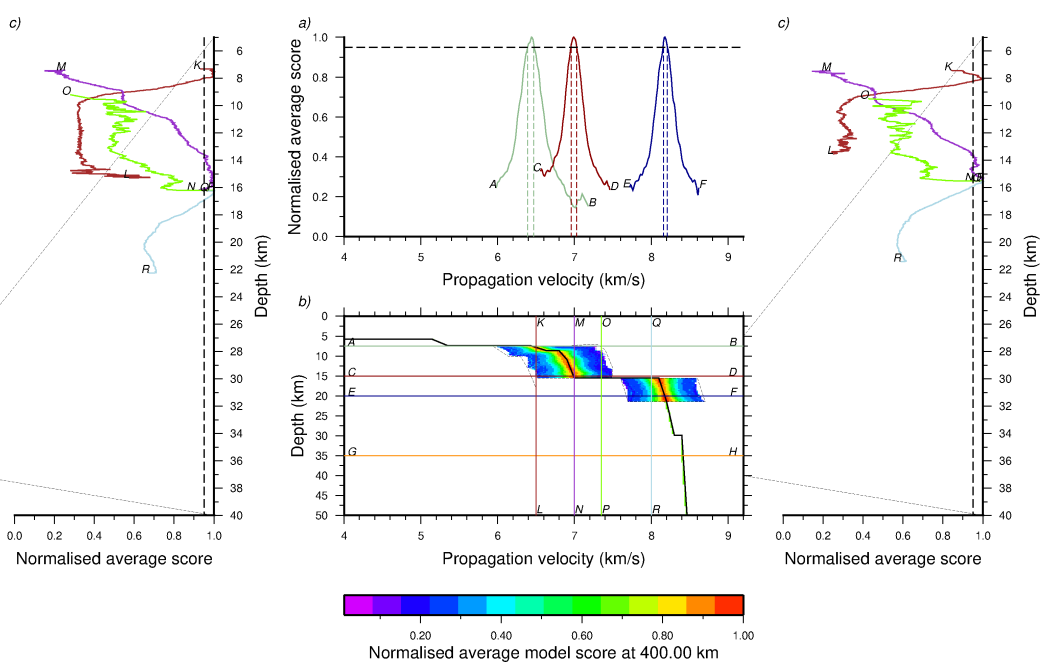 c)
a)
c)
M
K
O
L
N
R
6
8
10
12
14
16
18
20
22
24
26
28
30
32
34
36
38
40
Depth (km)
0.0 0.2 0.4 0.6 0.8 1.0
Normalised average score
1.0
0.8
0.6
0.4
0.2
0.0
Normalised average score
A
B
C
D
E
F
4 5 6 7 8 9
Propagation velocity (km/s)
b)
0
5
10
15
20
25
30
35
40
45
50
Depth (km)
K M O Q
A B
C D
E F
G H
L N P R
4 5 6 7 8 9
Propagation velocity (km/s)
M
K
O
L
R
6
8
10
12
14
16
18
20
22
24
26
28
30
32
34
36
38
40
Depth (km)
0.0 0.2 0.4 0.6 0.8 1.0
Normalised average score
0.20 0.40 0.60 0.80 1.00
Normalised average model score at 400.00 km